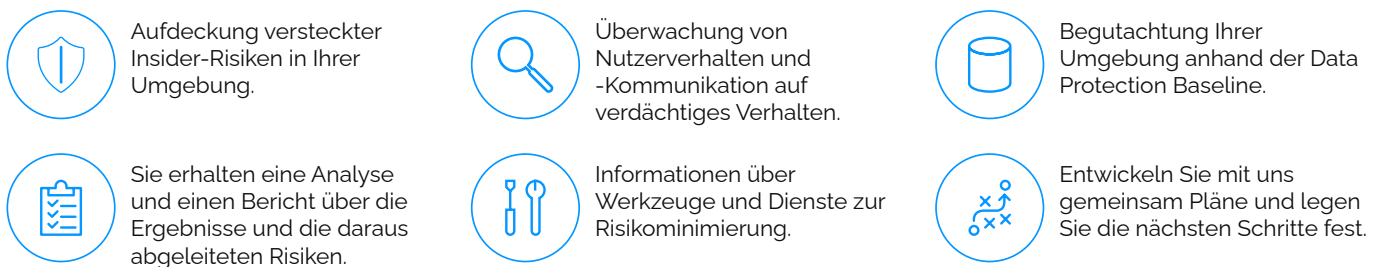 Aufdeckung versteckter
Insider-Risiken in Ihrer
Umgebung.
Überwachung von
Nutzerverhalten und
-Kommunikation auf
verdächtiges Verhalten.
Begutachtung Ihrer
Umgebung anhand der Data
Protection Baseline.
Sie erhalten eine Analyse
und einen Bericht über die
Ergebnisse und die daraus
abgeleiteten Risiken.
Informationen über
Werkzeuge und Dienste zur
Risikominimierung.
Entwickeln Sie mit uns
gemeinsam Pläne und legen
Sie die nächsten Schritte fest.